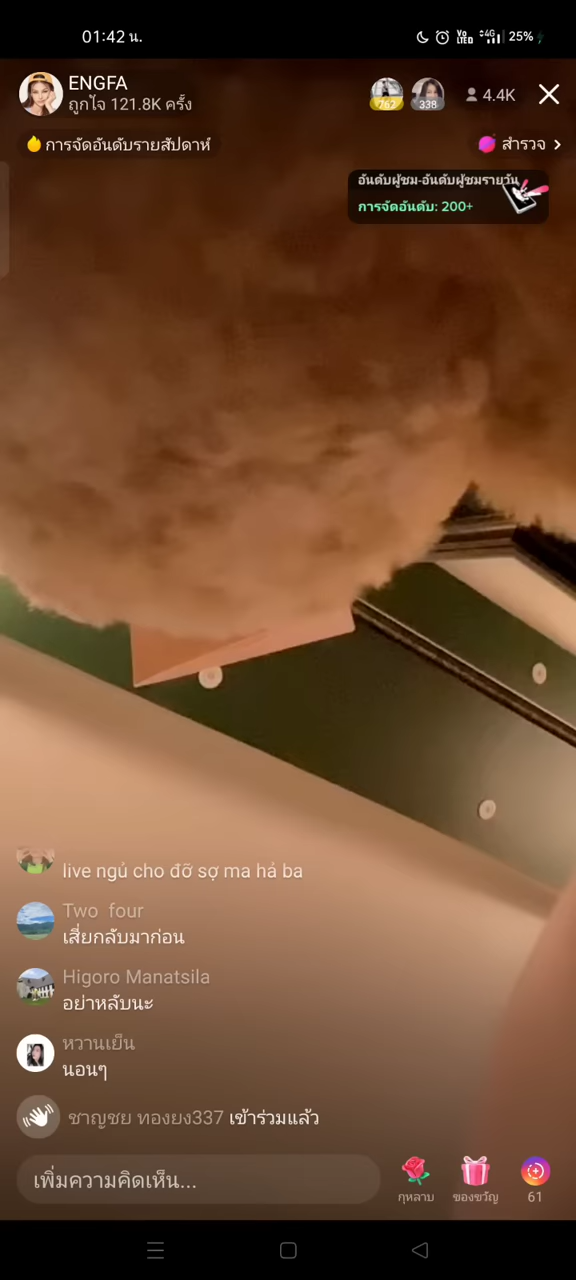 01:42 น.
Vo LTED 4G 25%
ENGFA
ถูกใจ 121.8K ครั้ง
762
338
4.4K
การจัดอันดับรายสัปดาห์
สำรวจ
อันดับผู้ชม-อันดับผู้ชมรายวัน
การจัดอันดับ: 200+
live ngủ cho đỡ sợ ma há ba
Two four
เสี่ยกลับมาก่อน
Higoro Manatsila
อย่าหลับนะ
หวานเย็น
นอนๆ
ชาญชย ทองยง337 เข้าร่วมแล้ว
เพิ่มความคิดเห็น...
กุหลาบ
ของขวัญ
61